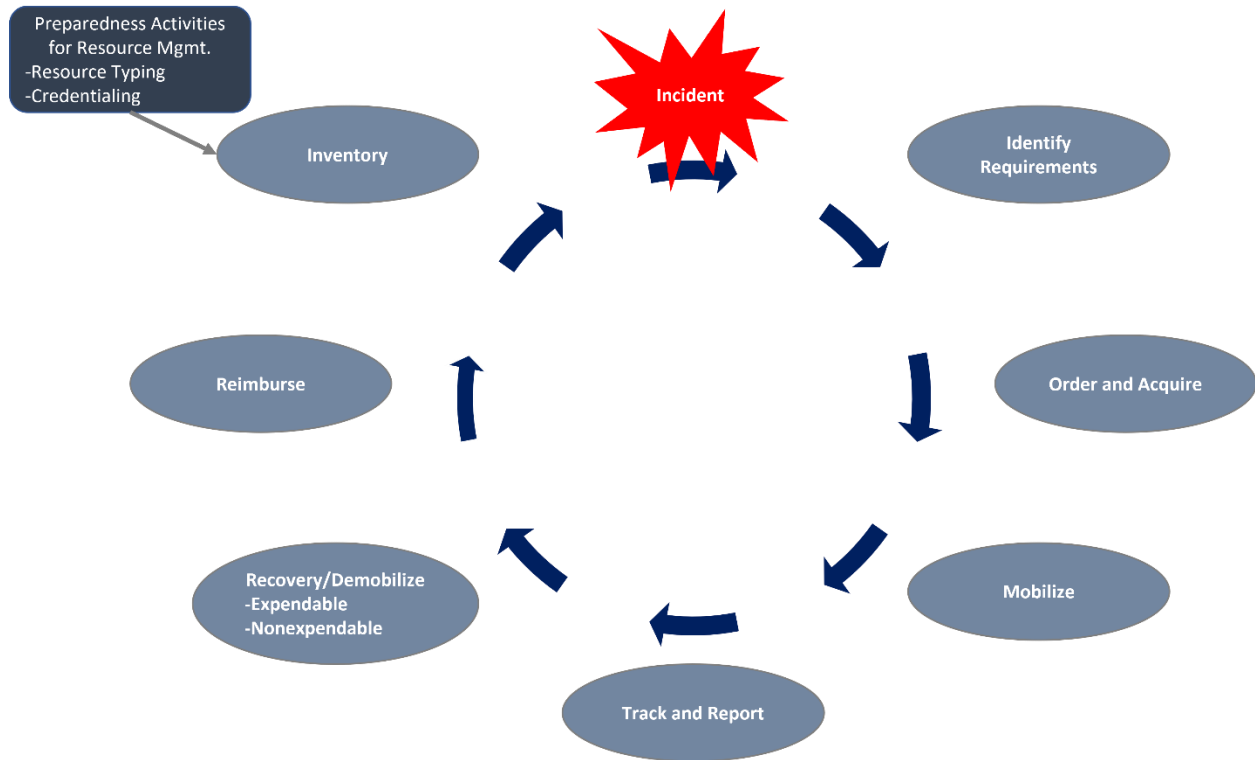 Preparedness Activities
for Resource Mgmt.
-Resource Typing
-Credentialing
Incident
Inventory
Identify
Requirements
Reimburse
Order and Acquire
Recovery/Demobilize
-Expendable
-Nonexpendable
Mobilize
Track and Report